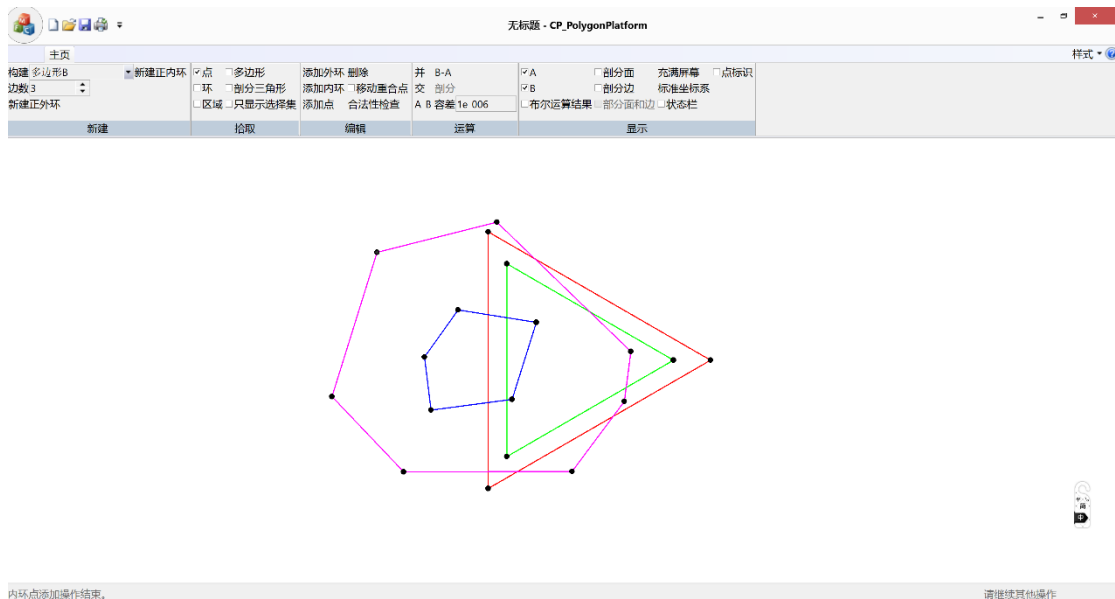 无标题 - CP_PolygonPlatform
主页
样式
构建 多边形B 新建正内环
边数 3
新建正外环
新建
点 多边形
环 剖分三角形
区域 只显示选择集
拾取
添加外环 删除
添加内环 移动重合点
添加点 合法性检查
编辑
并 B-A
交 剖分
A B 容差 1e 006
运算
A 剖分面 充满屏幕 点标识
B 剖分边 标准坐标系
布尔运算结果 部分面和边 状态栏
显示
简
中
内环点添加操作结束。
请继续其他操作